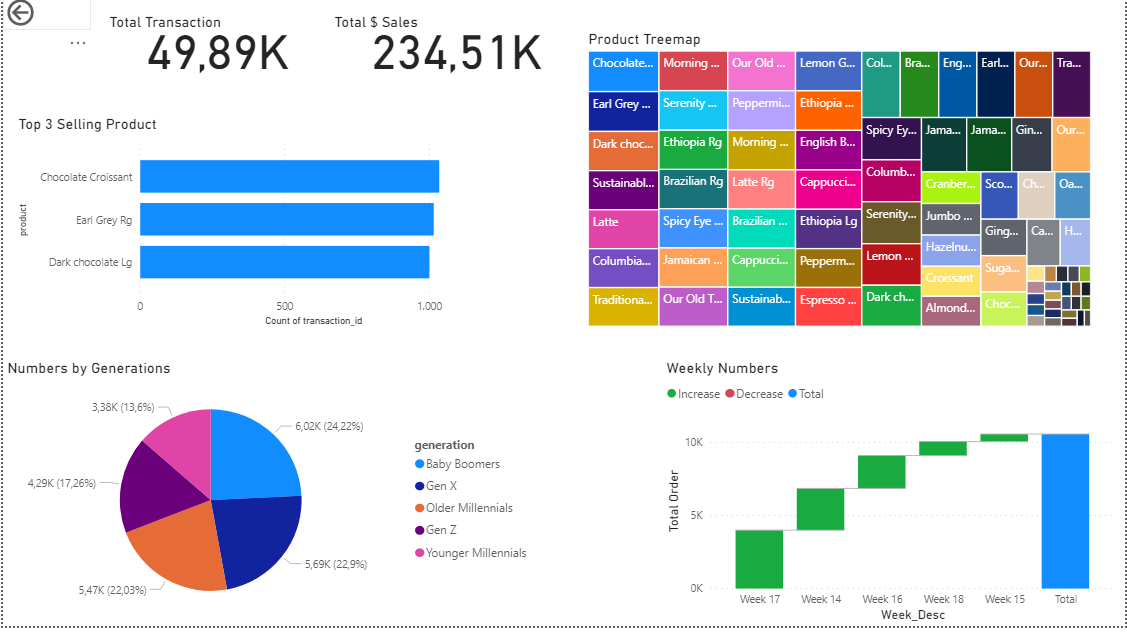 Total Transaction
49,89K
Total $ Sales
234,51K
Top 3 Selling Product
product
Chocolate Croissant
Earl Grey Rg
Dark chocolate Lg
0
500
1.000
Count of transaction_id
Product Treemap
Chocolate...
Earl Grey ...
Dark choc...
Sustainabl...
Latte
Columbia...
Traditiona...
Morning ...
Serenity ...
Ethiopia Rg
Brazilian Rg
Spicy Eye ...
Jamaican ...
Our Old T...
Our Old ...
Peppermi...
Morning ...
Latte Rg
Brazilian ...
Cappucci...
Sustainab...
Lemon G...
Ethiopia ...
English B...
Cappucci...
Ethiopia Lg
Pepperm...
Espresso ...
Col...
Bra...
Eng...
Earl...
Our...
Tra...
Spicy Ey...
Columb...
Serenity...
Lemon ...
Dark ch...
Jama...
Jama...
Gin...
Our...
Cranber...
Jumbo ...
Hazelnu...
Croissant
Almond...
Sco...
Ch...
Oa...
Ging...
Ca...
H...
Suga...
Choc...
Numbers by Generations
6,02K (24,22%)
5,69K (22,9%)
5,47K (22,03%)
4,29K (17,26%)
3,38K (13,6%)
generation
Baby Boomers
Gen X
Older Millennials
Gen Z
Younger Millennials
Weekly Numbers
Increase
Decrease
Total
Total Order
10K
5K
0K
Week 17
Week 14
Week 16
Week 18
Week 15
Total
Week_Desc